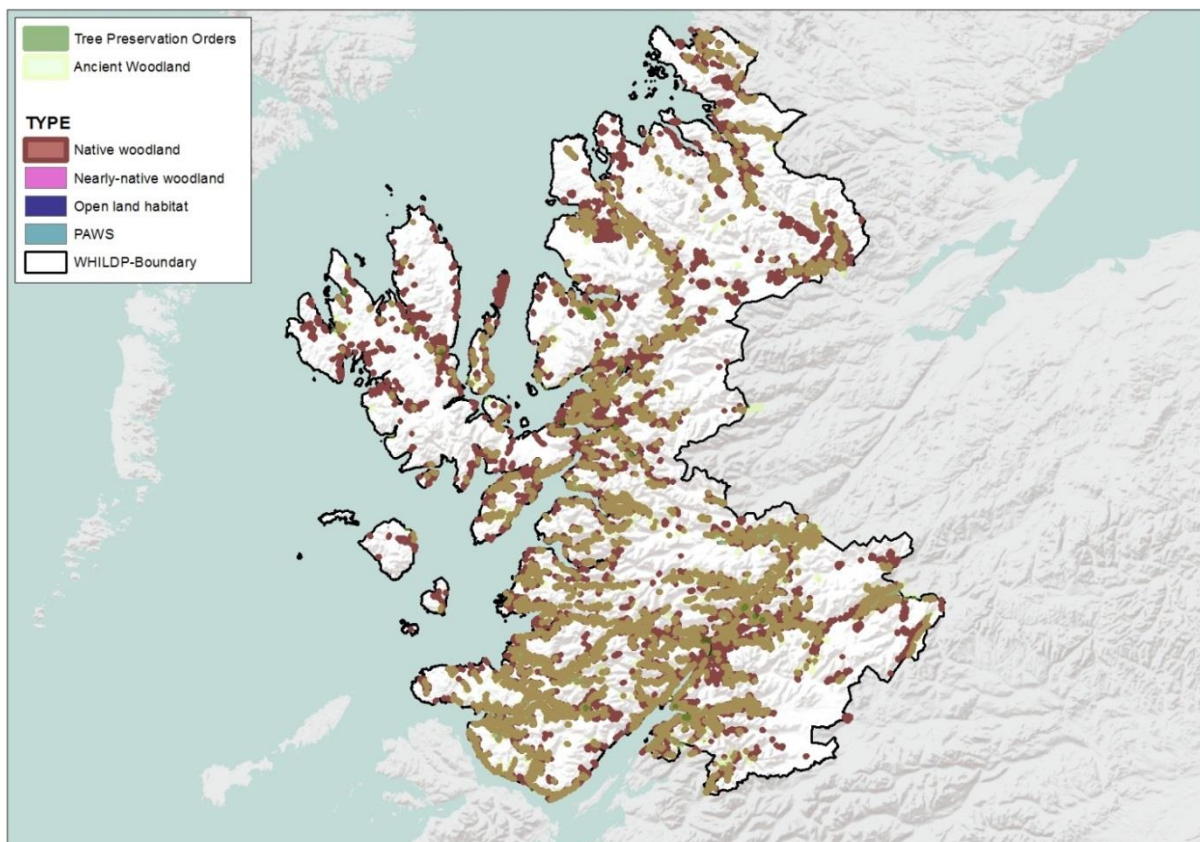 Tree Preservation Orders
Ancient Woodland
TYPE
Native woodland
Nearly-native woodland
Open land habitat
PAWS
WHILDP-Boundary